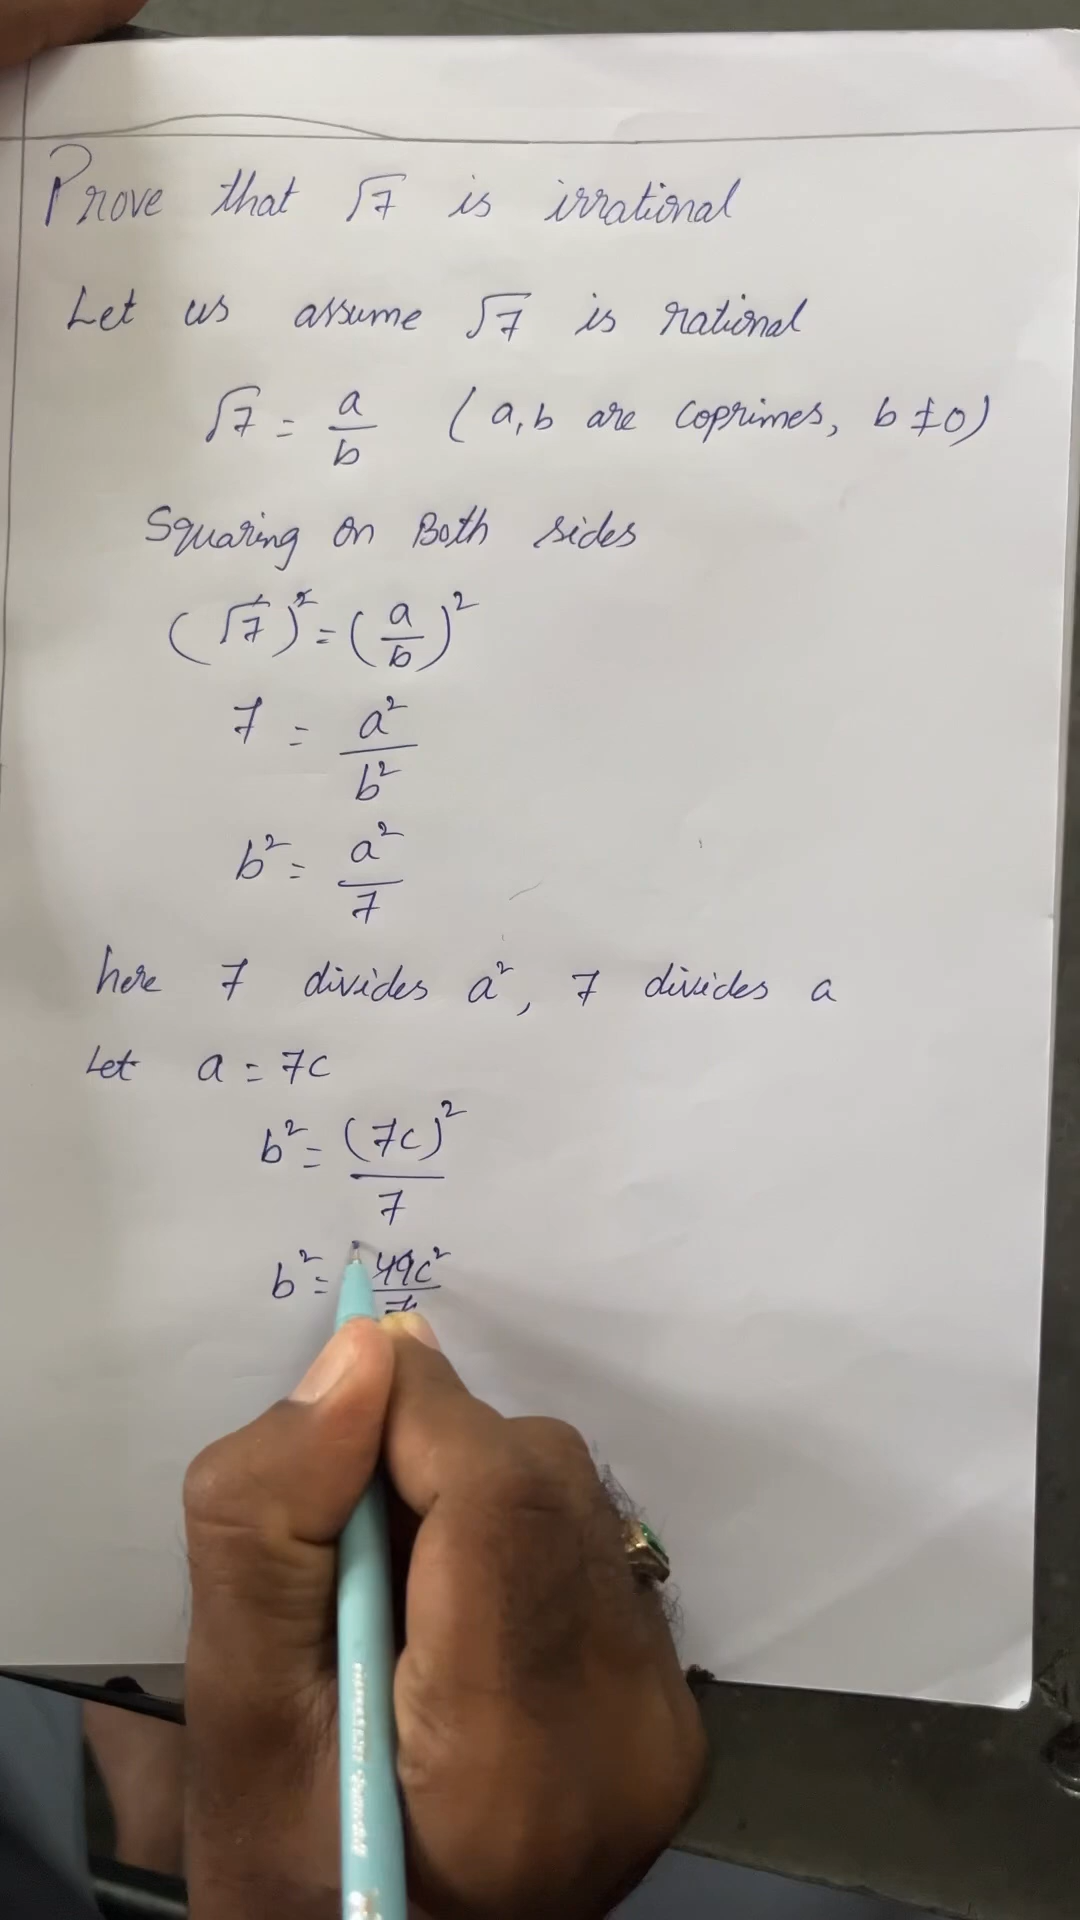 Prove that √7 is irrational
Let us assume √7 is rational
√7 = a/b (a,b are coprimes, b≠0)
Squaring on Both sides
(√7)² = (a/b)²
7 = a²/b²
b² = a²/7
here 7 divides a², 7 divides a
Let a = 7c
b² = (7c)²/7
b² = 49c²/7